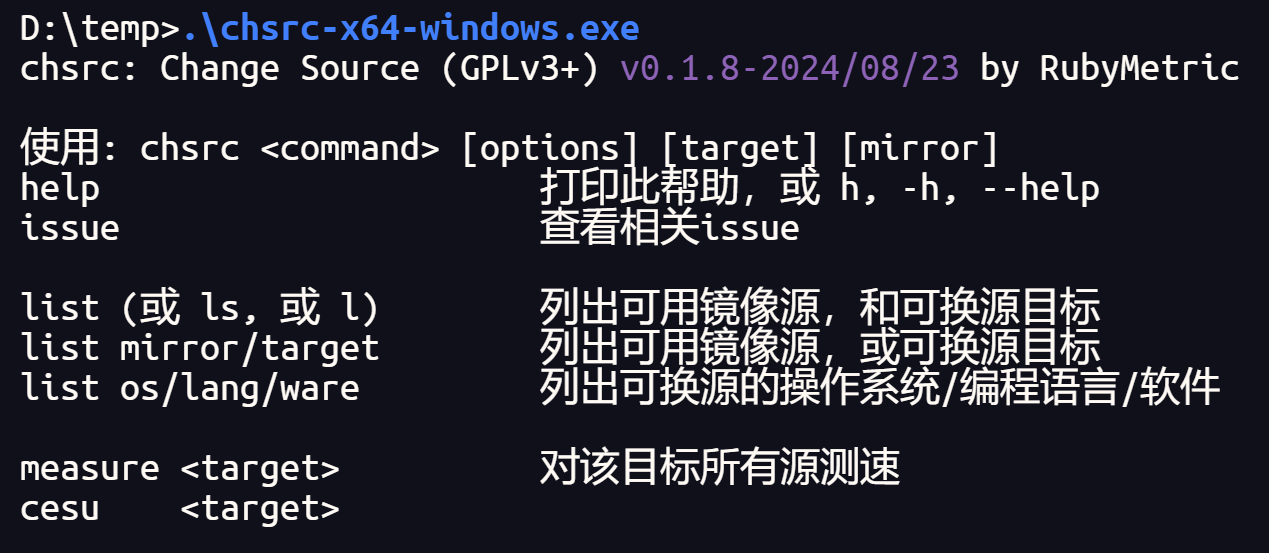 D:\temp>.\chsrc-x64-windows.exe
chsrc: Change Source (GPLv3+) v0.1.8-2024/08/23 by RubyMetric
使用: chsrc <command> [options] [target] [mirror]
help 打印此帮助，或 h, -h, --help
issue 查看相关issue
list (或 ls, 或 l) 列出可用镜像源，和可换源目标
list mirror/target 列出可用镜像源，或可换源目标
list os/lang/ware 列出可换源的操作系统/编程语言/软件
measure <target> 对该目标所有源测速
cesu <target>